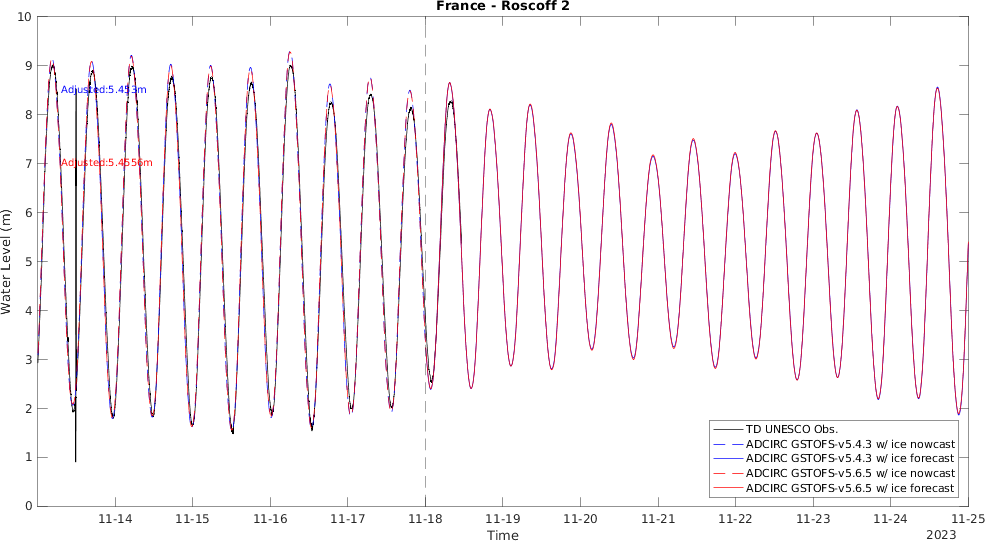 France - Roscoff 2
10
9
8
7
6
5
4
3
2
1
0
Water Level (m)
Adjusted:5.453m
Adjusted:5.4556m
TD UNESCO Obs.
ADCIRC GSTOFS-v5.4.3 w/ ice nowcast
ADCIRC GSTOFS-v5.4.3 w/ ice forecast
ADCIRC GSTOFS-v5.6.5 w/ ice nowcast
ADCIRC GSTOFS-v5.6.5 w/ ice forecast
11-14 11-15 11-16 11-17 11-18 11-19 11-20 11-21 11-22 11-23 11-24 11-25
Time
2023